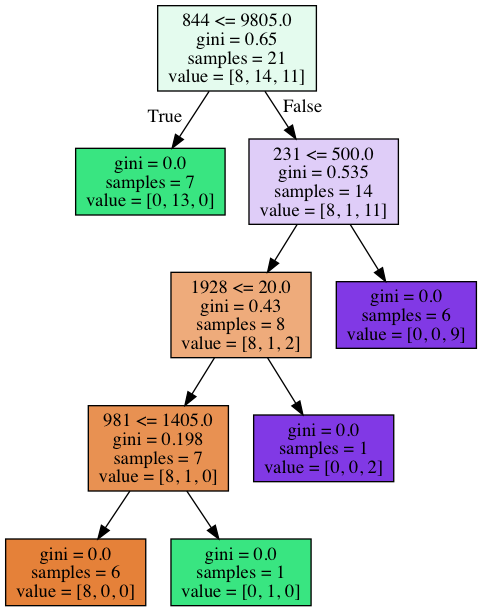 844 <= 9805.0
gini = 0.65
samples = 21
value = [8, 14, 11]
True
False
gini = 0.0
samples = 7
value = [0, 13, 0]
231 <= 500.0
gini = 0.535
samples = 14
value = [8, 1, 11]
1928 <= 20.0
gini = 0.43
samples = 8
value = [8, 1, 2]
gini = 0.0
samples = 6
value = [0, 0, 9]
981 <= 1405.0
gini = 0.198
samples = 7
value = [8, 1, 0]
gini = 0.0
samples = 1
value = [0, 0, 2]
gini = 0.0
samples = 6
value = [8, 0, 0]
gini = 0.0
samples = 1
value = [0, 1, 0]